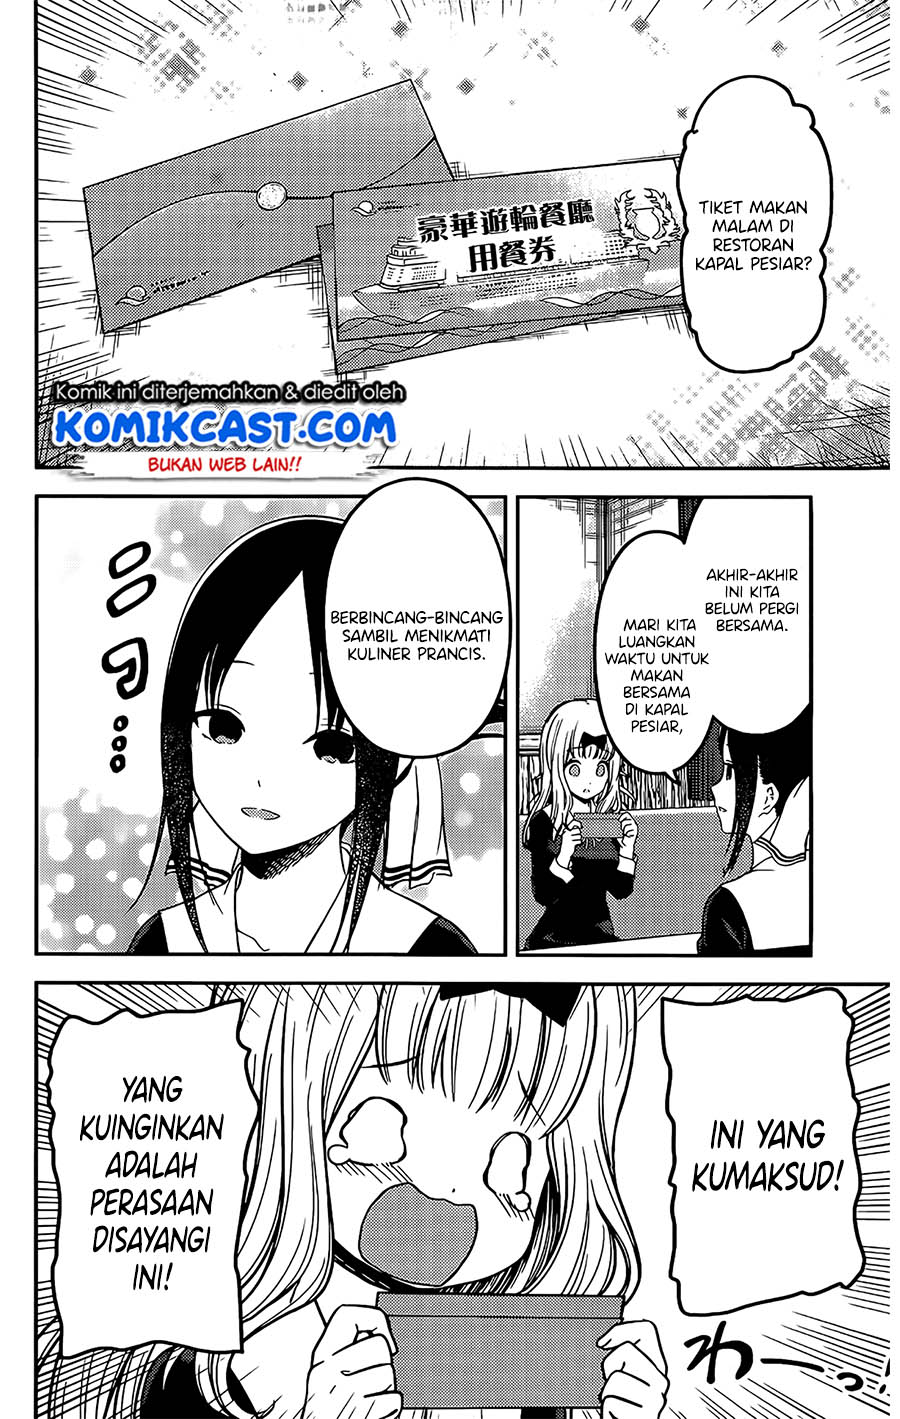 TIKET MAKAN
MALAM DI
RESTORAN
KAPAL PESIAR?
豪華遊輪餐廳
用餐券
Komik ini diterjemahkan & diedit oleh
KOMIKCAST.COM
BUKAN WEB LAIN!!
AKHIR-AKHIR
INI KITA
BELUM PERGI
BERSAMA.
MARI KITA
LUANGKAN
WAKTU UNTUK
MAKAN
BERSAMA
DI KAPAL
PESIAR,
BERBINCANG-BINCANG
SAMBIL MENIKMATI
KULINER PRANCIS.
ニコ...
INI YANG
KUMAKSUD!
YANG
KUINGINKAN
ADALAH
PERASAAN
DISAYANGI
INI!
わーっ!